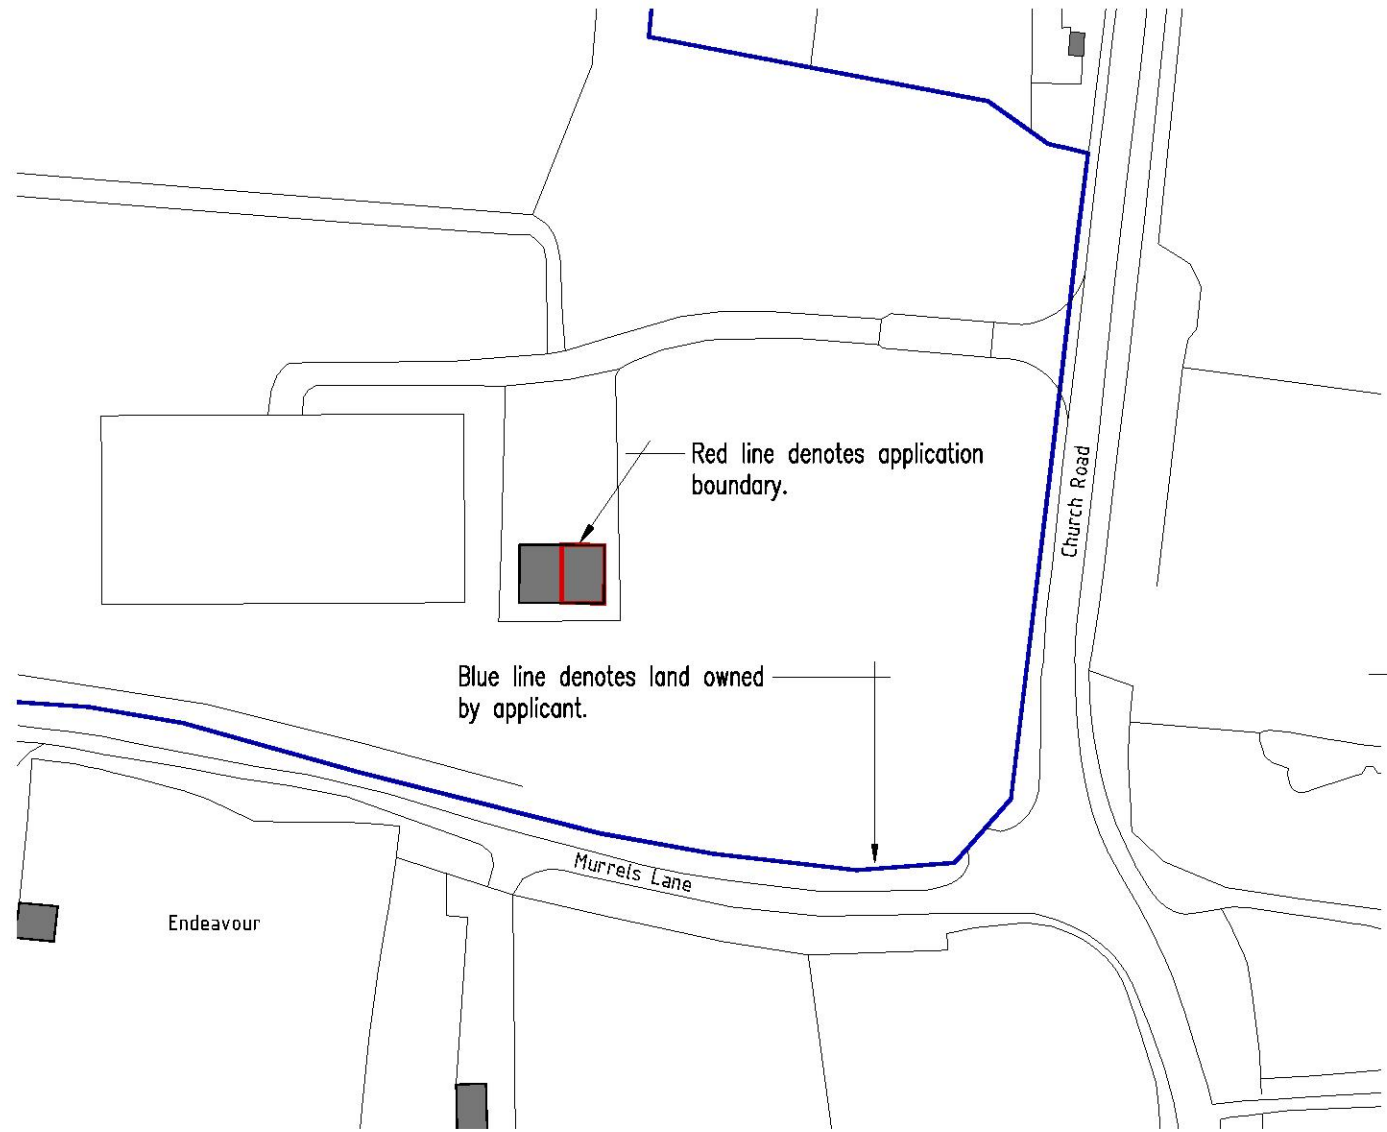 Red line denotes application
boundary.
Church Road
Blue line denotes land owned
by applicant.
Murrels Lane
Endeavour